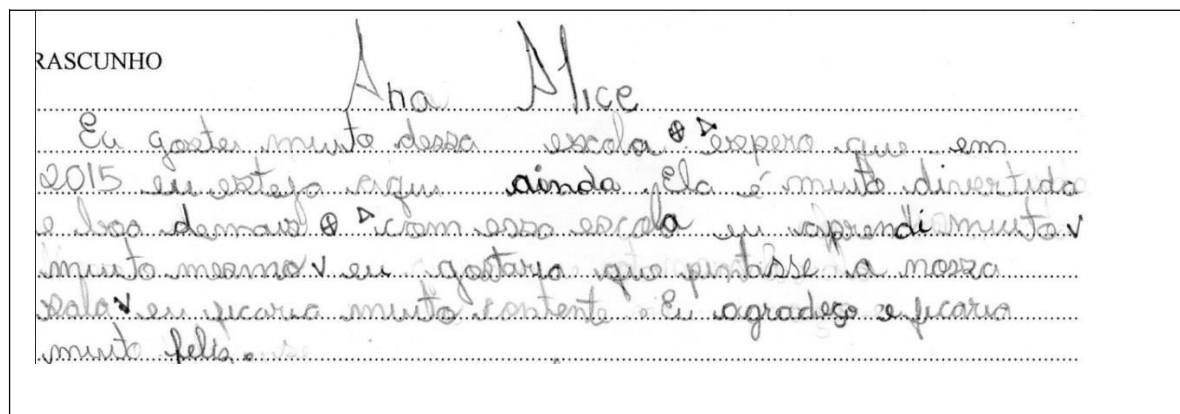 RASCUNHO
Ana Alice
Eu gostei muito dessa escola ⊗ △ espero que em
2015 eu esteja aqui ainda. Ela é muito divertida
e boa demais ⊗ △ com essa escola eu aprendi muito v
muito mesmo v eu gostaria que pintasse a nossa
sala v eu ficaria muito contente. Eu agradeço e ficaria
muito felis.